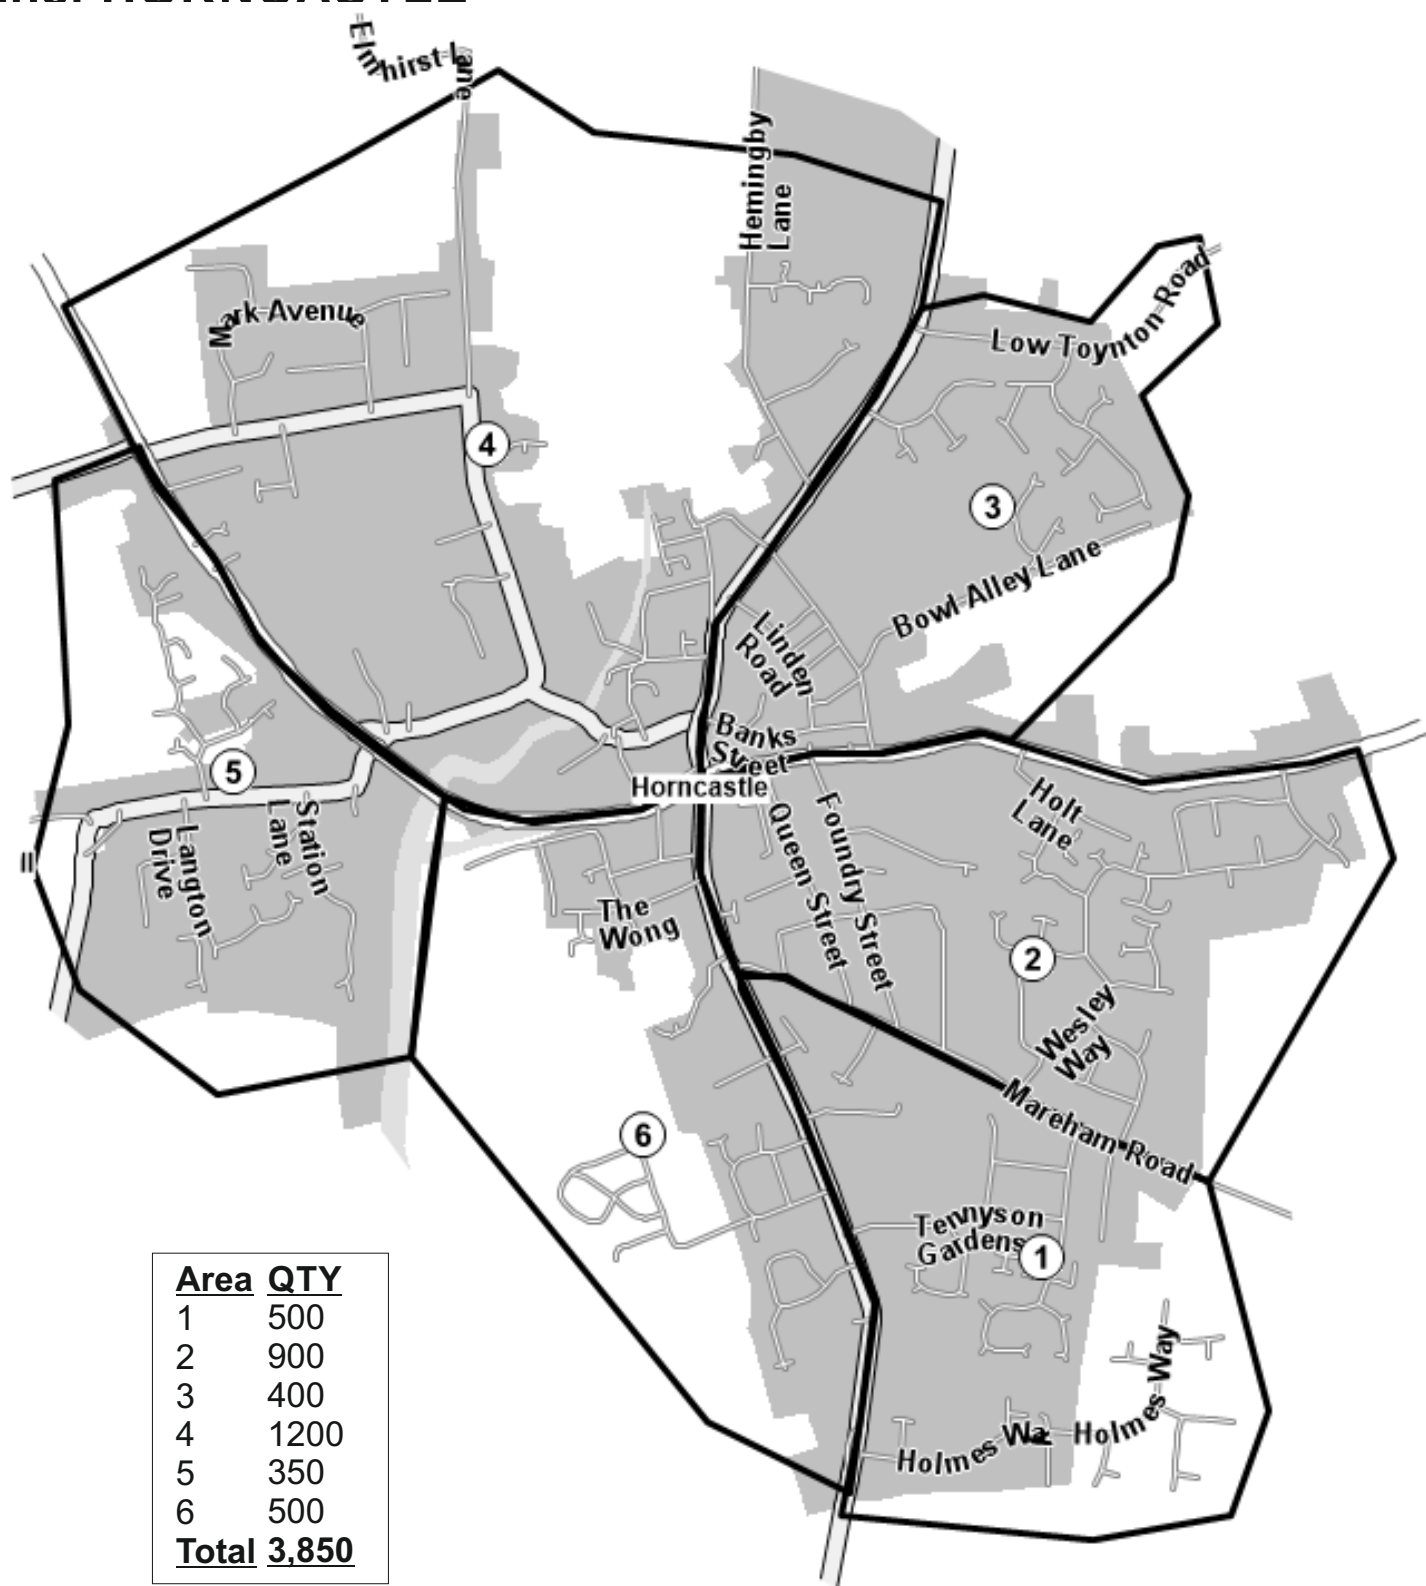 Elmhirst Lane
Hemingby
Lane
Mark Avenue
Low Toynton Road
4
3
Bowl Alley Lane
Linden
Road
Banks
Street
5
Horncastle
Holt
Lane
Langton
Drive
Station
Lane
Queen Street
Foundry Street
The
Wong
2
Wesley
Way
Mareham Road
6
Tennyson
Gardens
1
Holmes Way
Holmes Wa
Area QTY
1 500
2 900
3 400
4 1200
5 350
6 500
Total 3,850